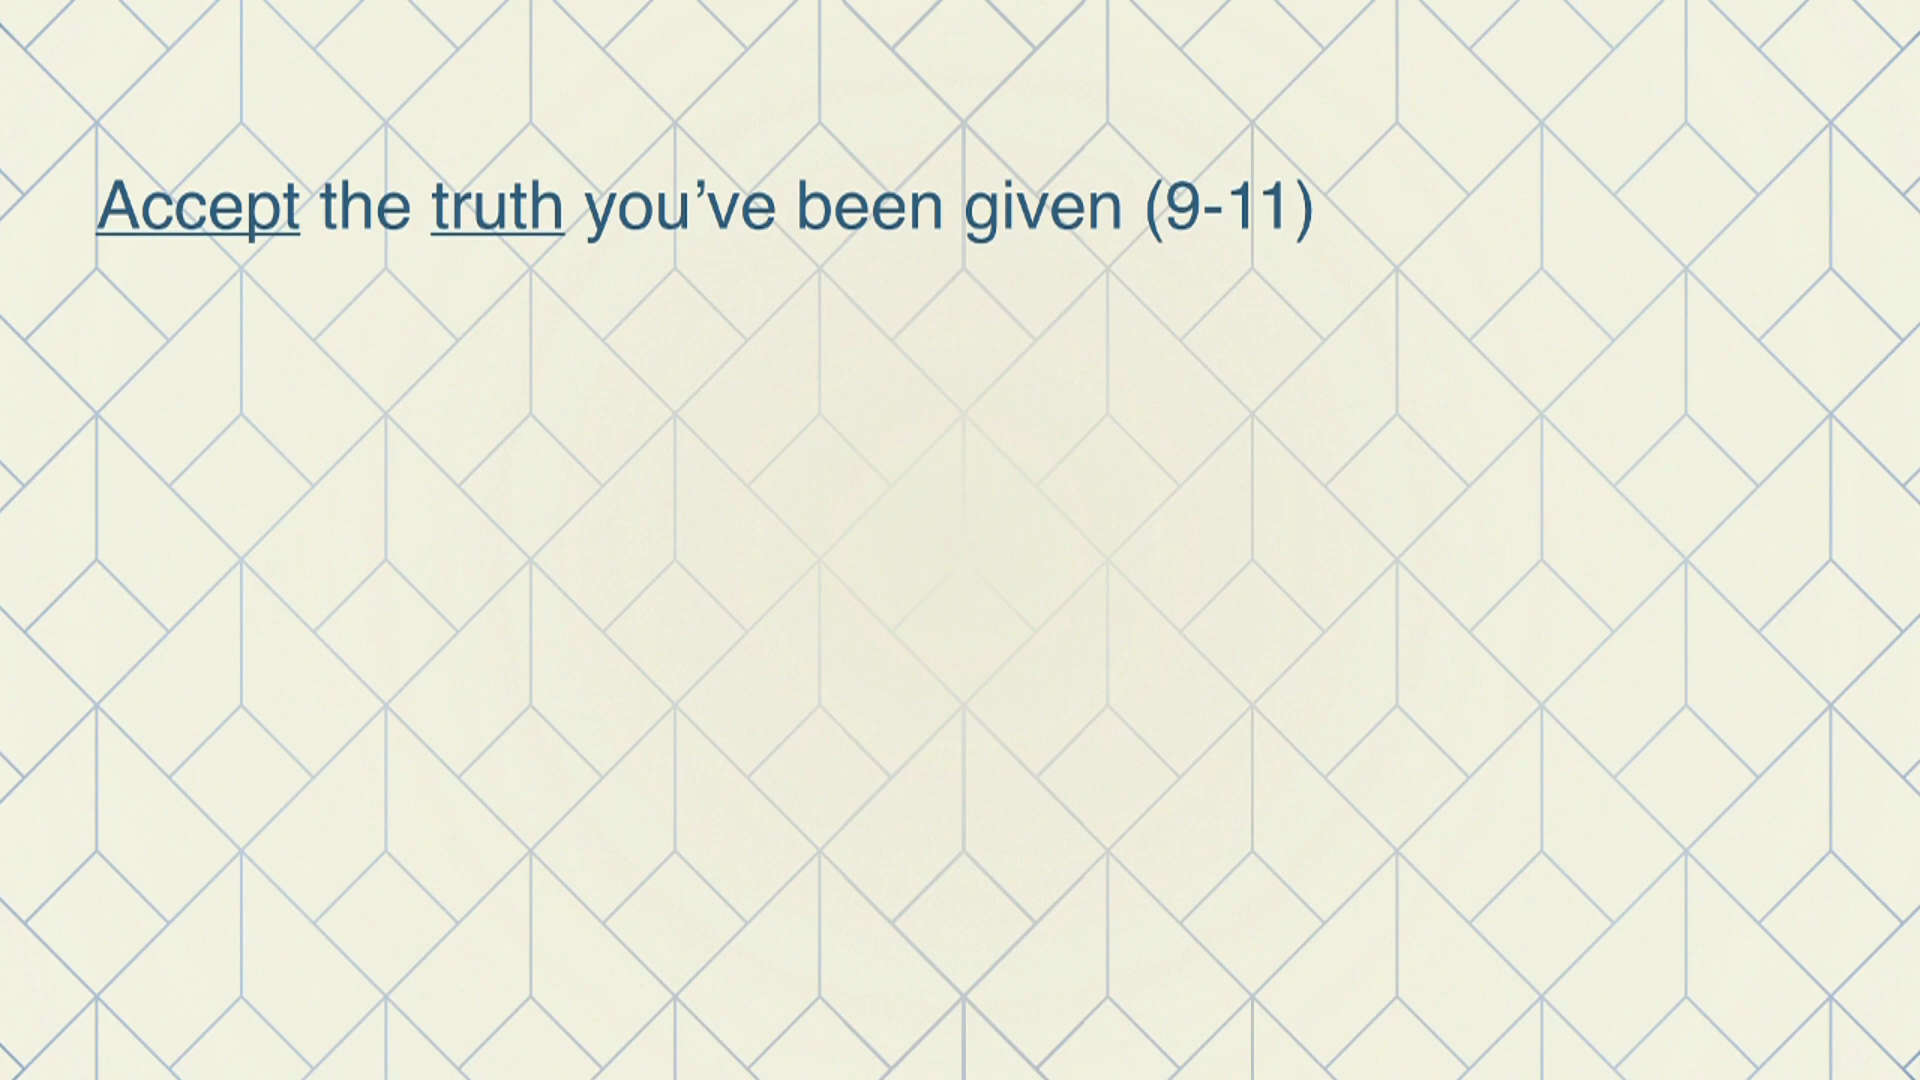 Accept the truth you’ve been given (9-11)